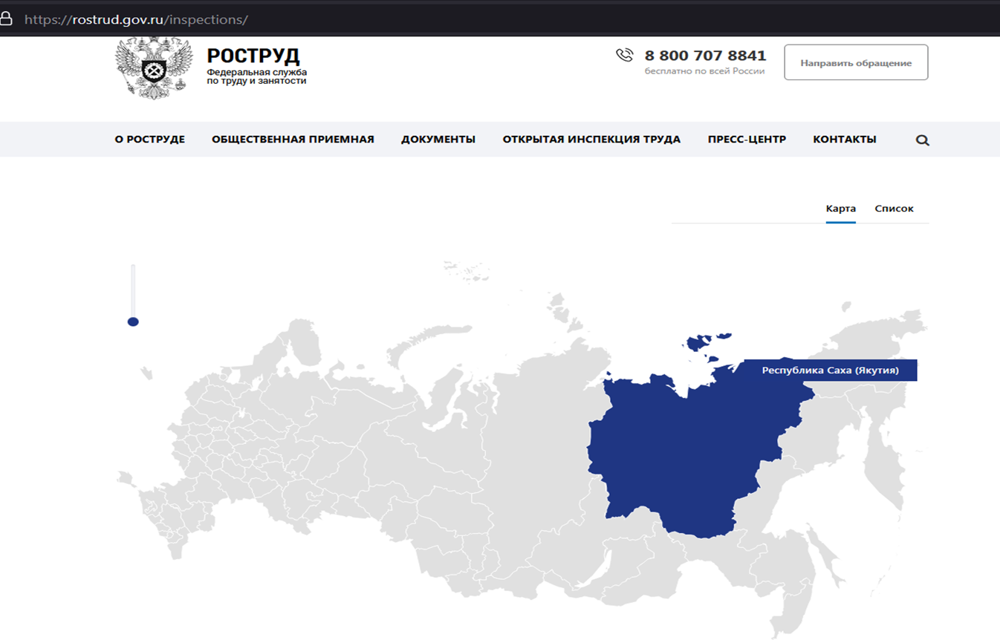 https://rostrud.gov.ru/inspections/
РОСТРУД
Федеральная служба
по труду и занятости
8 800 707 8841
бесплатно по всей России
Направить обращение
О РОСТРУДЕ ОБЩЕСТВЕННАЯ ПРИЕМНАЯ ДОКУМЕНТЫ ОТКРЫТАЯ ИНСПЕКЦИЯ ТРУДА ПРЕСС-ЦЕНТР КОНТАКТЫ
Карта Список
Республика Саха (Якутия)